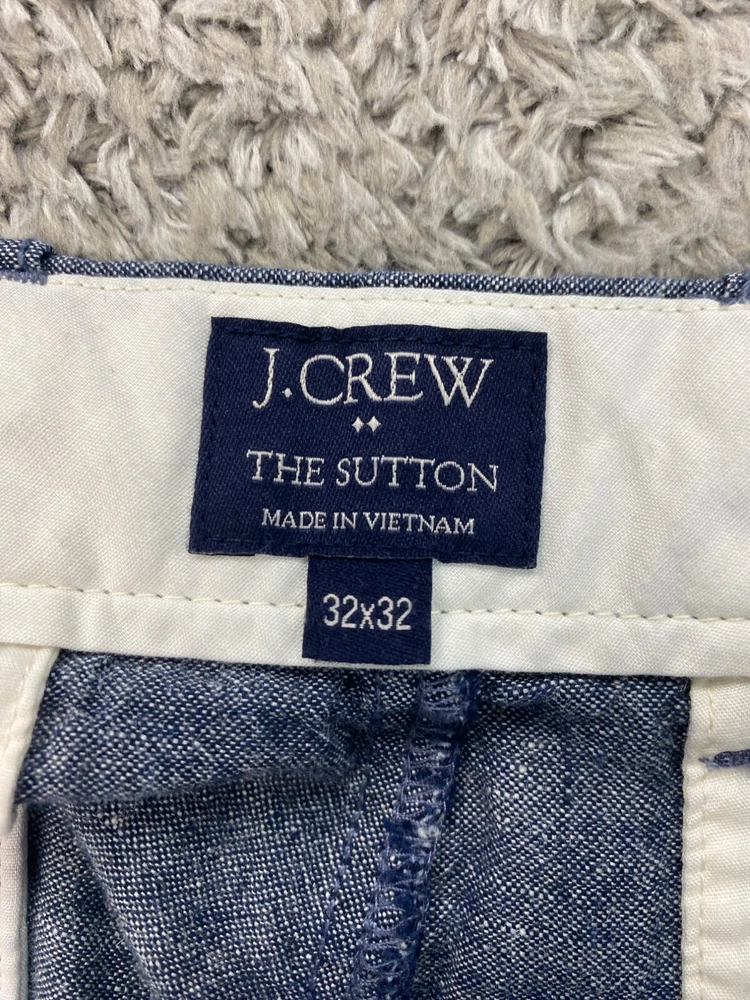 J.CREW
THE SUTTON
MADE IN VIETNAM
32x32